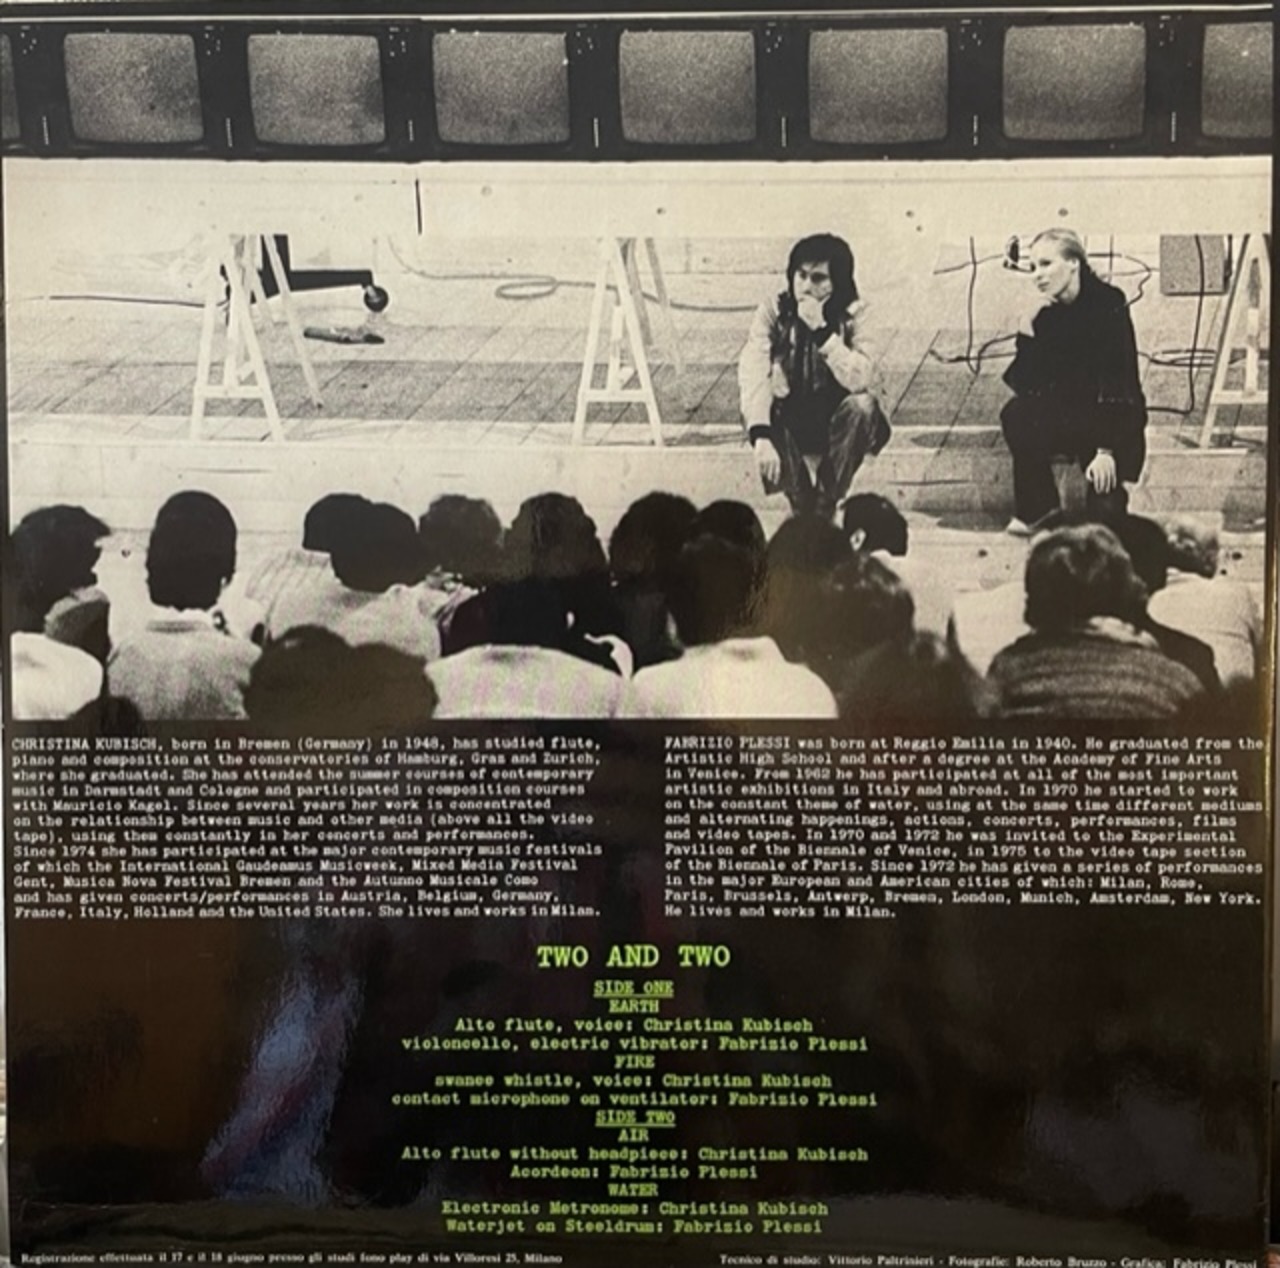 CHRISTINA KUBISCH, born in Bremen (Germany) in 1948, has studied flute,
piano and composition at the conservatories of Hamburg, Graz and Zurich,
where she graduated. She has attended the summer courses of contemporary
music in Darmstadt and Cologne and participated in composition courses
with Mauricio Kagel. Since several years her work is concentrated
on the relationship between music and other media (above all the video
tape), using them constantly in her concerts and performances.
Since 1974 she has participated at the major contemporary music festivals
of which the International Gaudeamus Musicweek, Mixed Media Festival
Gent, Musica Nova Festival Bremen and the Autunno Musicale Como
and has given concerts/performances in Austria, Belgium, Germany,
France, Italy, Holland and the United States. She lives and works in Milan.
FABRIZIO PLESSI was born at Reggio Emilia in 1940. He graduated from the
Artistic High School and after a degree at the Academy of Fine Arts
in Venice. From 1962 he has participated at all of the most important
artistic exhibitions in Italy and abroad. In 1970 he started to work
on the constant theme of water, using at the same time different mediums
and alternating happenings, actions, concerts, performances, films
and video tapes. In 1970 and 1972 he was invited to the Experimental
Pavilion of the Biennale of Venice, in 1975 to the video tape section
of the Biennale of Paris. Since 1972 he has given a series of performances
in the major European and American cities of which: Milan, Rome,
Paris, Brussels, Antwerp, Bremen, London, Munich, Amsterdam, New York.
He lives and works in Milan.
TWO AND TWO
SIDE ONE
EARTH
Alto flute, voice: Christina Kubisch
violoncello, electric vibrator: Fabrizio Plessi
FIRE
swanee whistle, voice: Christina Kubisch
contact microphone on ventilator: Fabrizio Plessi
SIDE TWO
AIR
Alto flute without headpiece: Christina Kubisch
Acordeon: Fabrizio Plessi
WATER
Electronic Metronome: Christina Kubisch
Waterjet on Steeldrum: Fabrizio Plessi
Registrazione effettuata il 17 e il 18 giugno presso gli studi fono play di via Villoresi 25, Milano
Tecnico di studio: Vittorio Paltrinieri - Fotografie: Roberto Bruzzo - Grafica: Fabrizio Plessi